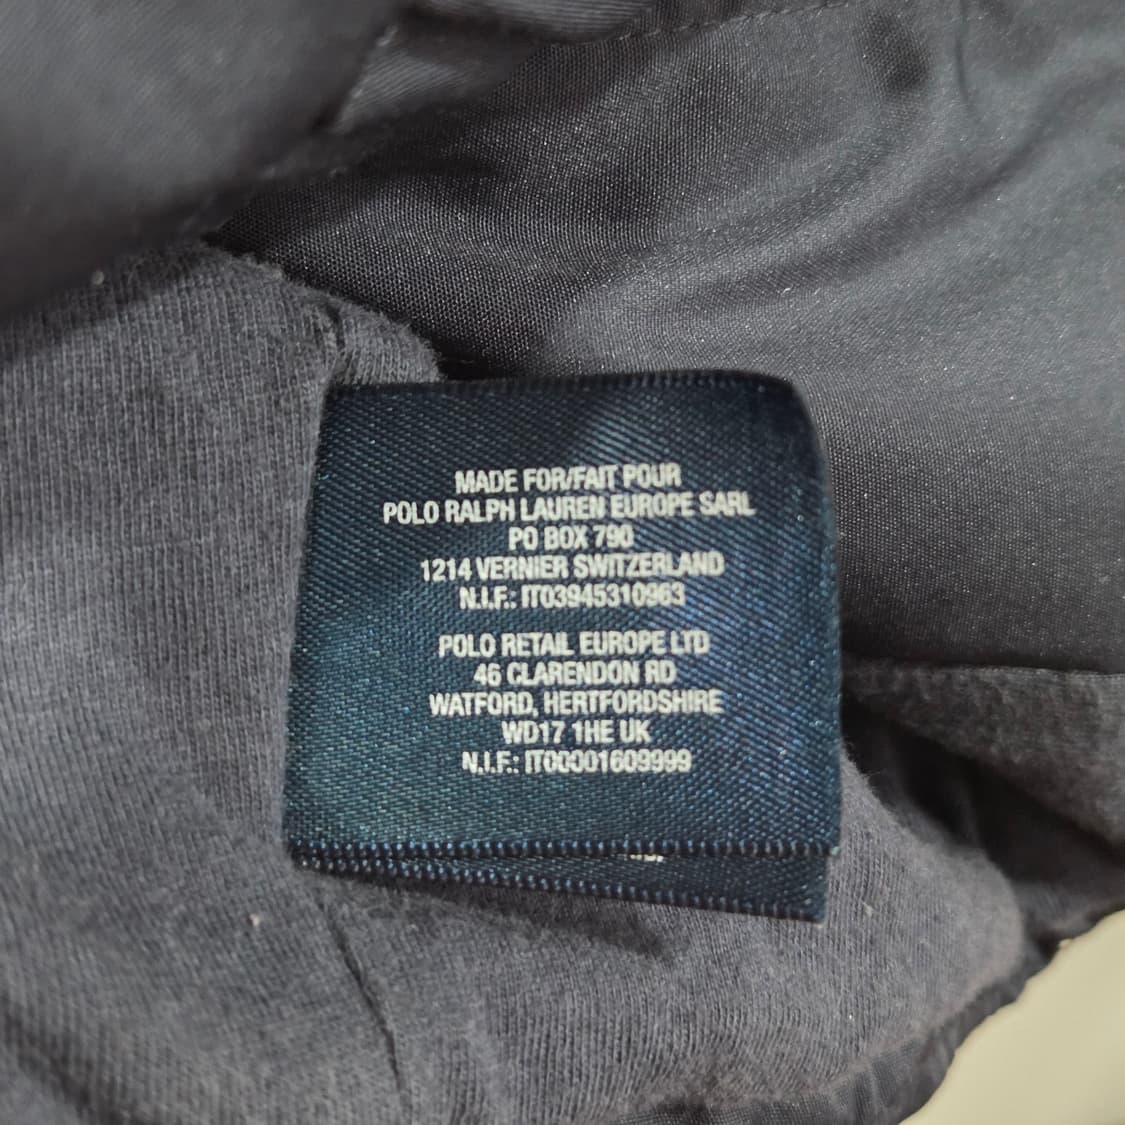 MADE FOR/FAIT POUR
POLO RALPH LAUREN EUROPE SARL
PO BOX 790
1214 VERNIER SWITZERLAND
N.I.F.: IT03945310963
POLO RETAIL EUROPE LTD
46 CLARENDON RD
WATFORD, HERTFORDSHIRE
WD17 1HE UK
N.I.F.: IT00001609999